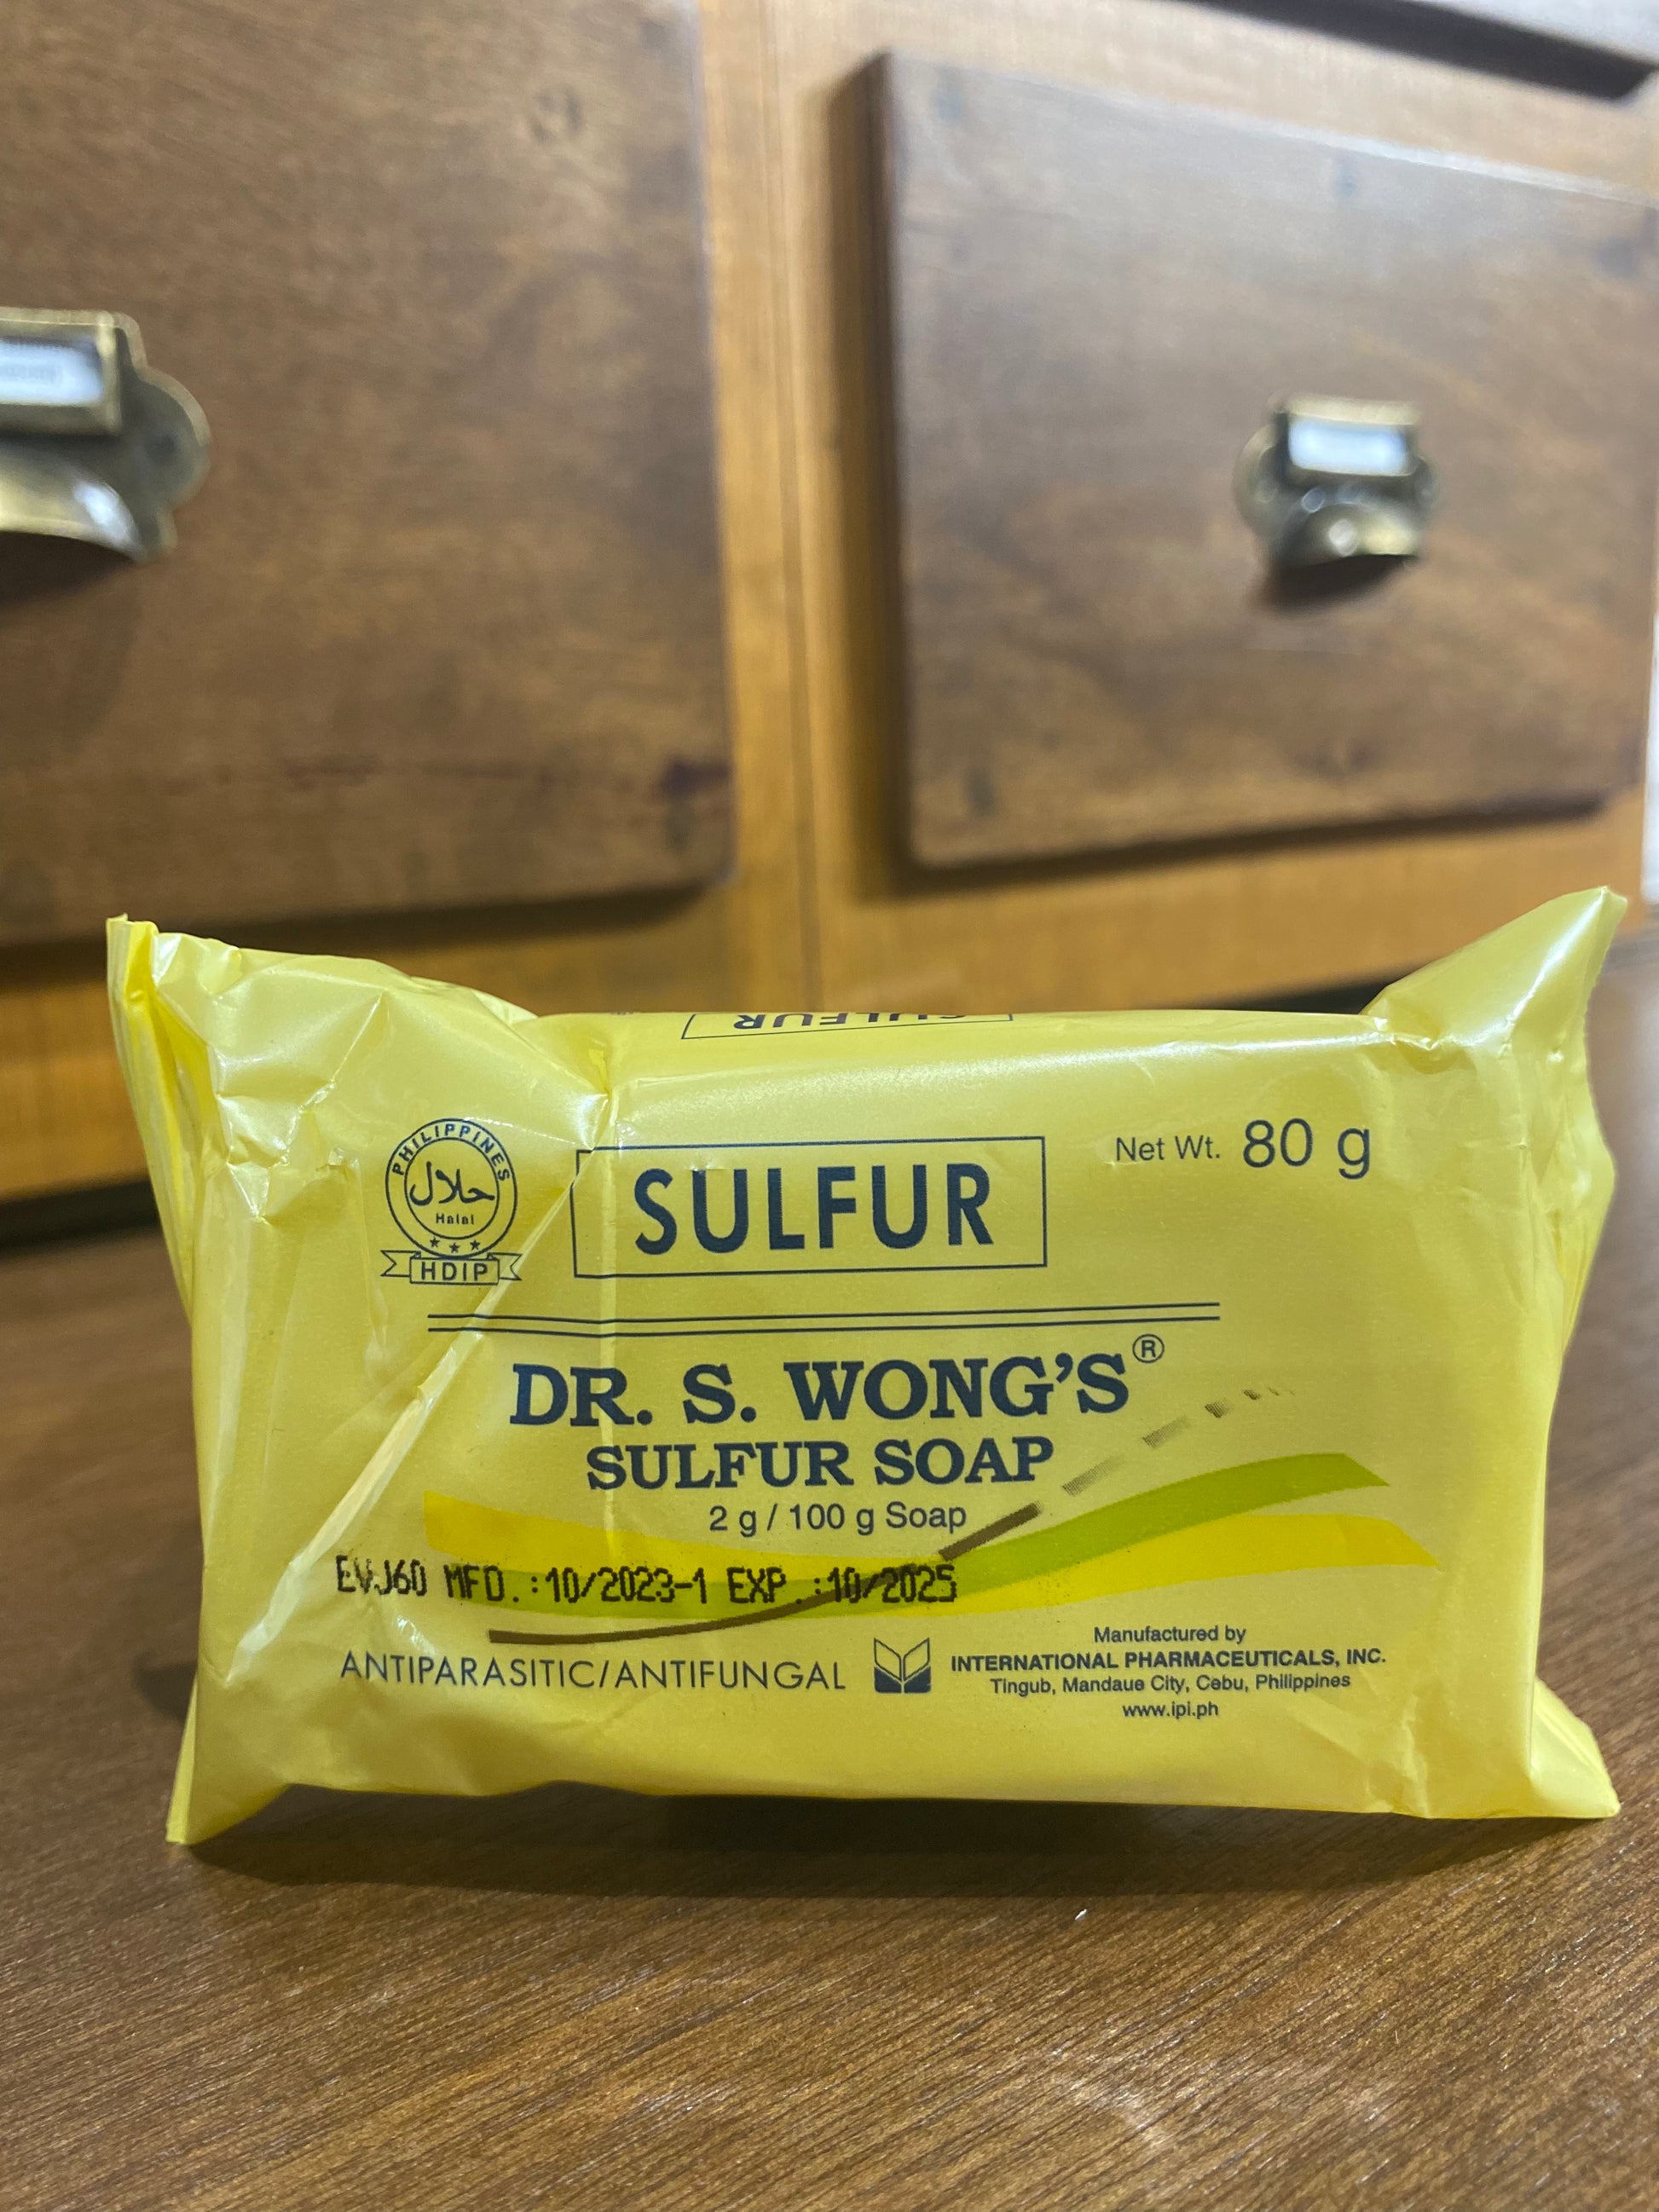 SULFUR
PHILIPPINES
حلال
Halal
HDIP
SULFUR
Net Wt. 80 g
DR. S. WONG'S®
SULFUR SOAP
2 g / 100 g Soap
EVJ60 MFD.:10/2023-1 EXP.:10/2025
ANTIPARASITIC/ANTIFUNGAL
Manufactured by
INTERNATIONAL PHARMACEUTICALS, INC.
Tingub, Mandaue City, Cebu, Philippines
www.ipi.ph